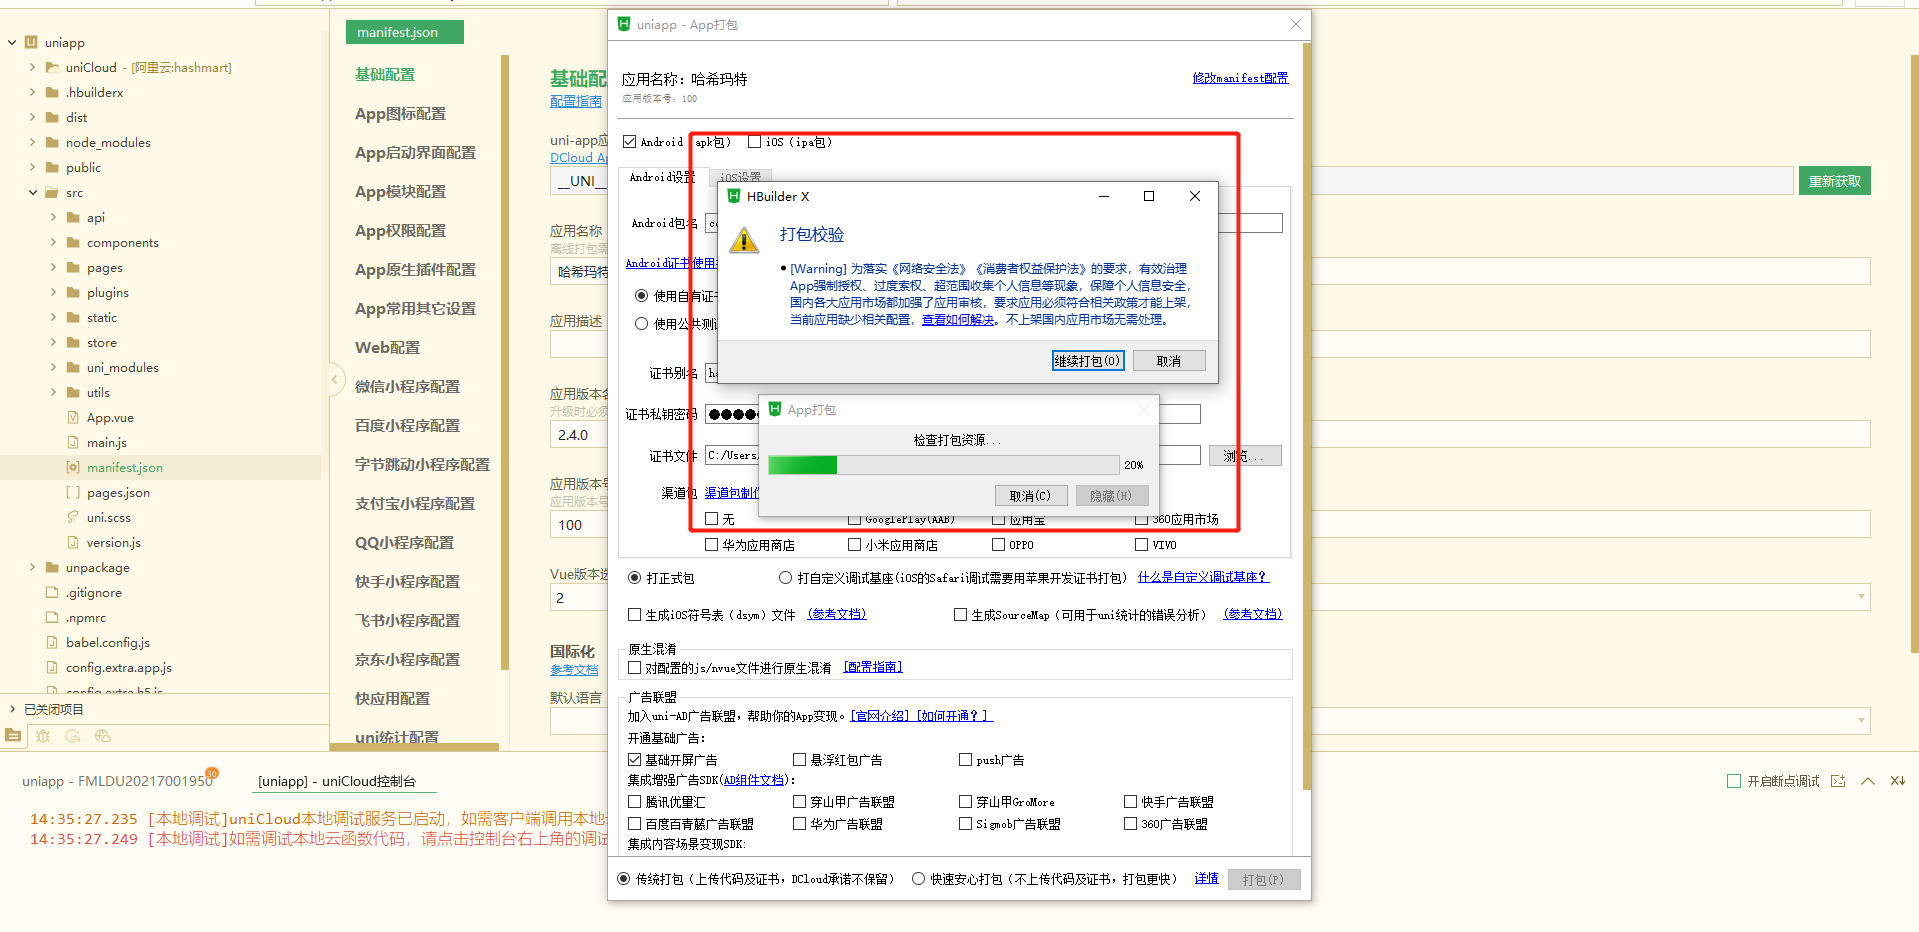 uniapp
uniCloud - [阿里云:hashmart]
.hbuilderx
dist
node_modules
public
src
api
components
pages
plugins
static
store
uni_modules
utils
App.vue
main.js
manifest.json
pages.json
uni.scss
version.js
unpackage
.gitignore
.npmrc
babel.config.js
config.extra.app.js
config.extra.h5.js
已关闭项目
manifest.json
基础配置
App图标配置
App启动界面配置
App模块配置
App权限配置
App原生插件配置
App常用其它设置
Web配置
微信小程序配置
百度小程序配置
字节跳动小程序配置
支付宝小程序配置
QQ小程序配置
快手小程序配置
飞书小程序配置
京东小程序配置
快应用配置
uni统计配置
基础配
配置指南
uni-app应
DCloud Ap
__UNI__
重新获取
应用名称
离线打包需
哈希玛特
应用描述
应用版本名
升级时必须
2.4.0
应用版本号
应用版本号
100
Vue版本选
2
国际化
参考文档
默认语言
uniapp - App打包
应用名称：哈希玛特
修改manifest配置
应用版本号：100
Android（apk包） iOS（ipa包）
Android设置 iOS设置
Android包名 co
Android证书使用
使用自有证书
使用公共测试
证书别名 ha
证书私钥密码 ●●●●
证书文件 C:/Users/
浏览...
渠道包 渠道包制作
无 GooglePlay(AAB) 应用宝 360应用市场
华为应用商店 小米应用商店 OPPO VIVO
HBuilder X
打包校验
[Warning] 为落实《网络安全法》《消费者权益保护法》的要求，有效治理
App强制授权、过度索权、超范围收集个人信息等现象，保障个人信息安全，
国内各大应用市场都加强了应用审核，要求应用必须符合相关政策才能上架，
当前应用缺少相关配置，查看如何解决。不上架国内应用市场无需处理。
继续打包(O) 取消
App打包
检查打包资源...
20%
取消(C) 隐藏(H)
打正式包 打自定义调试基座(iOS的Safari调试需要用苹果开发证书打包) 什么是自定义调试基座？
生成iOS符号表（dsym）文件 (参考文档) 生成SourceMap（可用于uni统计的错误分析） (参考文档)
原生混淆
对配置的js/nvue文件进行原生混淆 [配置指南]
广告联盟
加入uni-AD广告联盟，帮助你的App变现。[官网介绍] [如何开通？]
开通基础广告：
基础开屏广告 悬浮红包广告 push广告
集成增强广告SDK(AD组件文档)：
腾讯优量汇 穿山甲广告联盟 穿山甲GroMore 快手广告联盟
百度百青藤广告联盟 华为广告联盟 Sigmob广告联盟 360广告联盟
集成内容场景变现SDK:
传统打包（上传代码及证书，DCloud承诺不保留） 快速安心打包（不上传代码及证书，打包更快） 详情 打包(P)
uniapp - FMLDU20217001950 30
[uniapp] - uniCloud控制台
开启断点调试
14:35:27.235 [本地调试]uniCloud本地调试服务已启动，如需客户端调用本地
14:35:27.249 [本地调试]如需调试本地云函数代码，请点击控制台右上角的调试